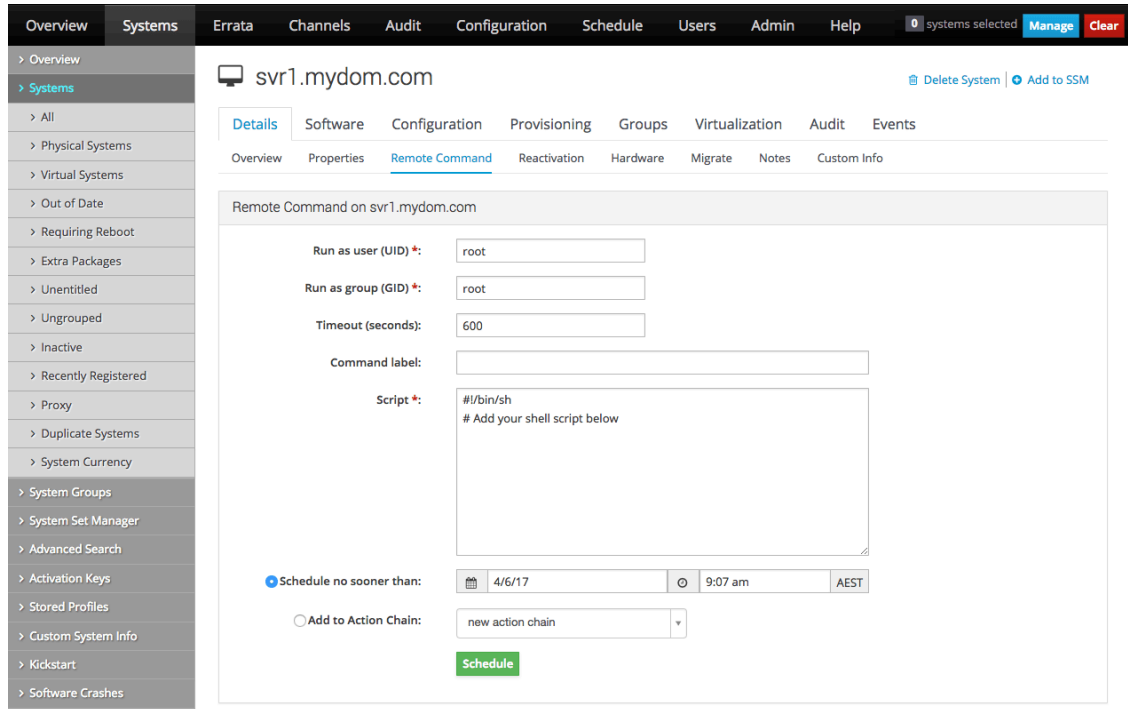 Overview Systems Errata Channels Audit Configuration Schedule Users Admin Help 0 systems selected Manage Clear
> Overview
> Systems
> All
> Physical Systems
> Virtual Systems
> Out of Date
> Requiring Reboot
> Extra Packages
> Unentitled
> Ungrouped
> Inactive
> Recently Registered
> Proxy
> Duplicate Systems
> System Currency
> System Groups
> System Set Manager
> Advanced Search
> Activation Keys
> Stored Profiles
> Custom System Info
> Kickstart
> Software Crashes
svr1.mydom.com
Delete System | Add to SSM
Details Software Configuration Provisioning Groups Virtualization Audit Events
Overview Properties Remote Command Reactivation Hardware Migrate Notes Custom Info
Remote Command on svr1.mydom.com
Run as user (UID) *: root
Run as group (GID) *: root
Timeout (seconds): 600
Command label:
Script *: #!/bin/sh
# Add your shell script below
Schedule no sooner than: 4/6/17 9:07 am AEST
Add to Action Chain: new action chain
Schedule